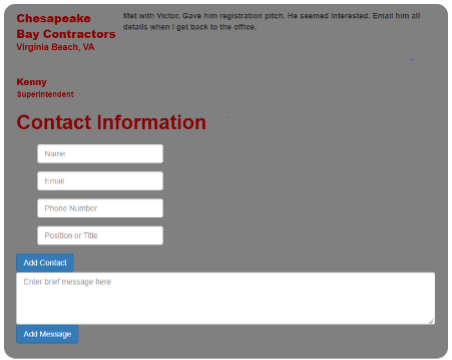 Chesapeake
Bay Contractors
Virginia Beach, VA
Met with Victor. Gave him registration pitch. He seemed interested. Email him all
details when I get back to the office.
Kenny
Superintendent
Contact Information
Name
Email
Phone Number
Position or Title
Add Contact
Enter brief message here
Add Message